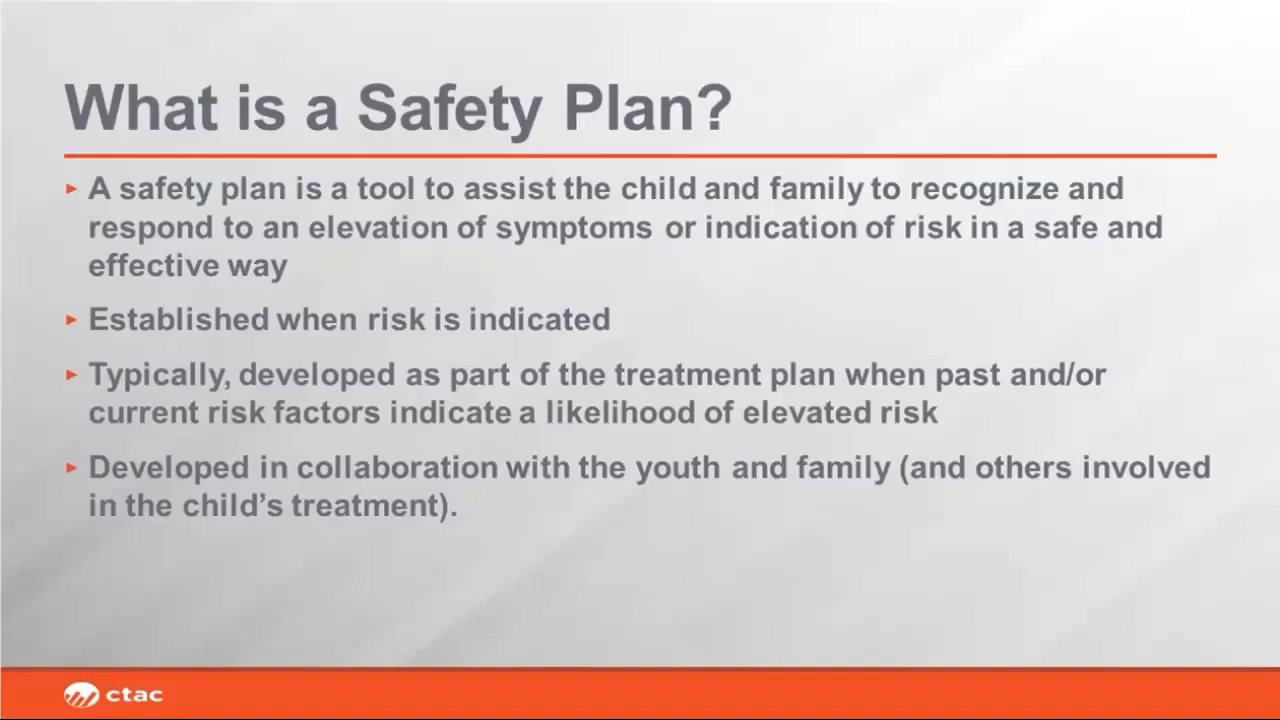 What is a Safety Plan?
A safety plan is a tool to assist the child and family to recognize and
respond to an elevation of symptoms or indication of risk in a safe and
effective way
Established when risk is indicated
Typically, developed as part of the treatment plan when past and/or
current risk factors indicate a likelihood of elevated risk
Developed in collaboration with the youth and family (and others involved
in the child’s treatment).
ctac